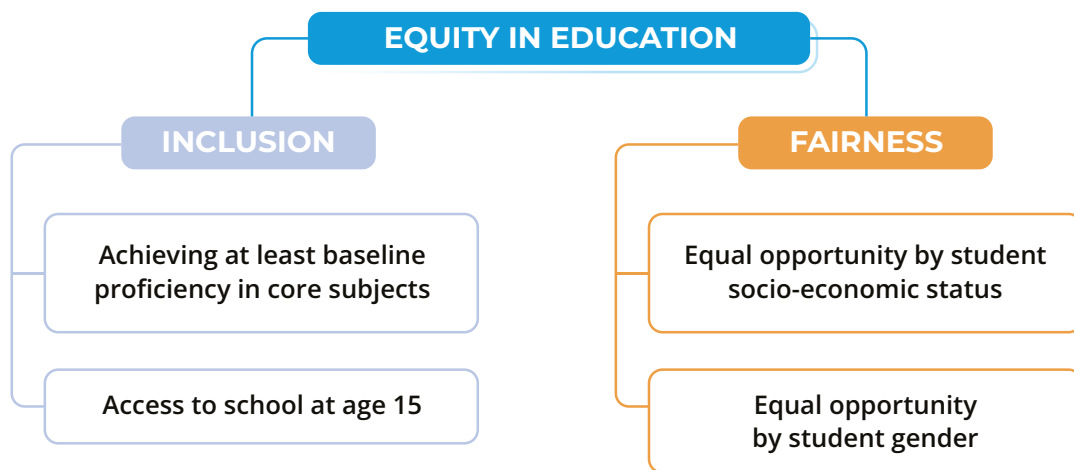 EQUITY IN EDUCATION
INCLUSION
Achieving at least baseline
proficiency in core subjects
Access to school at age 15
FAIRNESS
Equal opportunity by student
socio-economic status
Equal opportunity
by student gender